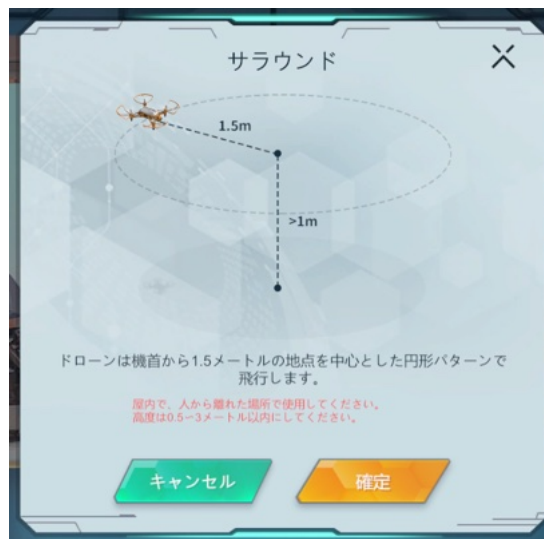 サラウンド
1.5m
>1m
ドローンは機首から1.5メートルの地点を中心とした円形パターンで
飛行します。
屋内で、人から離れた場所で使用してください。
高度は0.5-3メートル以内にしてください。
キャンセル
確定